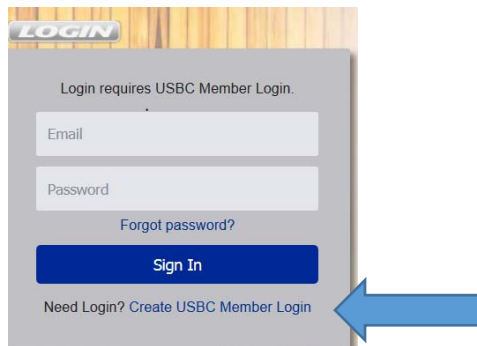 LOGIN
Login requires USBC Member Login.
Email
Password
Forgot password?
Sign In
Need Login? Create USBC Member Login